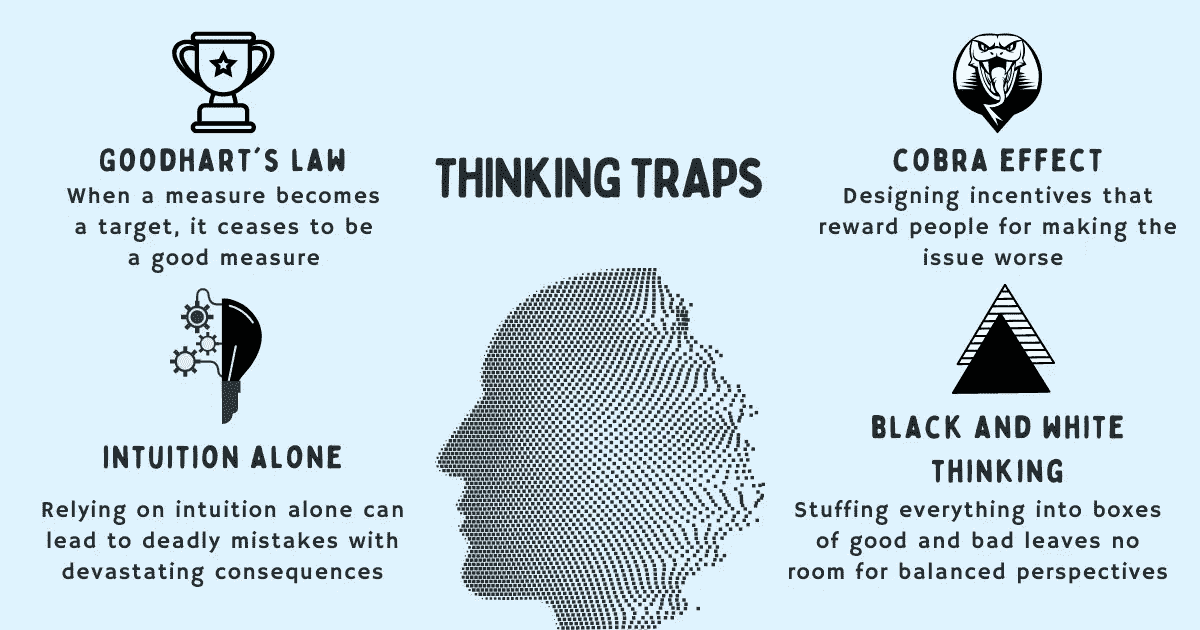 THINKING TRAPS
GOODHART'S LAW
When a measure becomes
a target, it ceases to be
a good measure
COBRA EFFECT
Designing incentives that
reward people for making the
issue worse
INTUITION ALONE
Relying on intuition alone can
lead to deadly mistakes with
devastating consequences
BLACK AND WHITE
THINKING
Stuffing everything into boxes
of good and bad leaves no
room for balanced perspectives